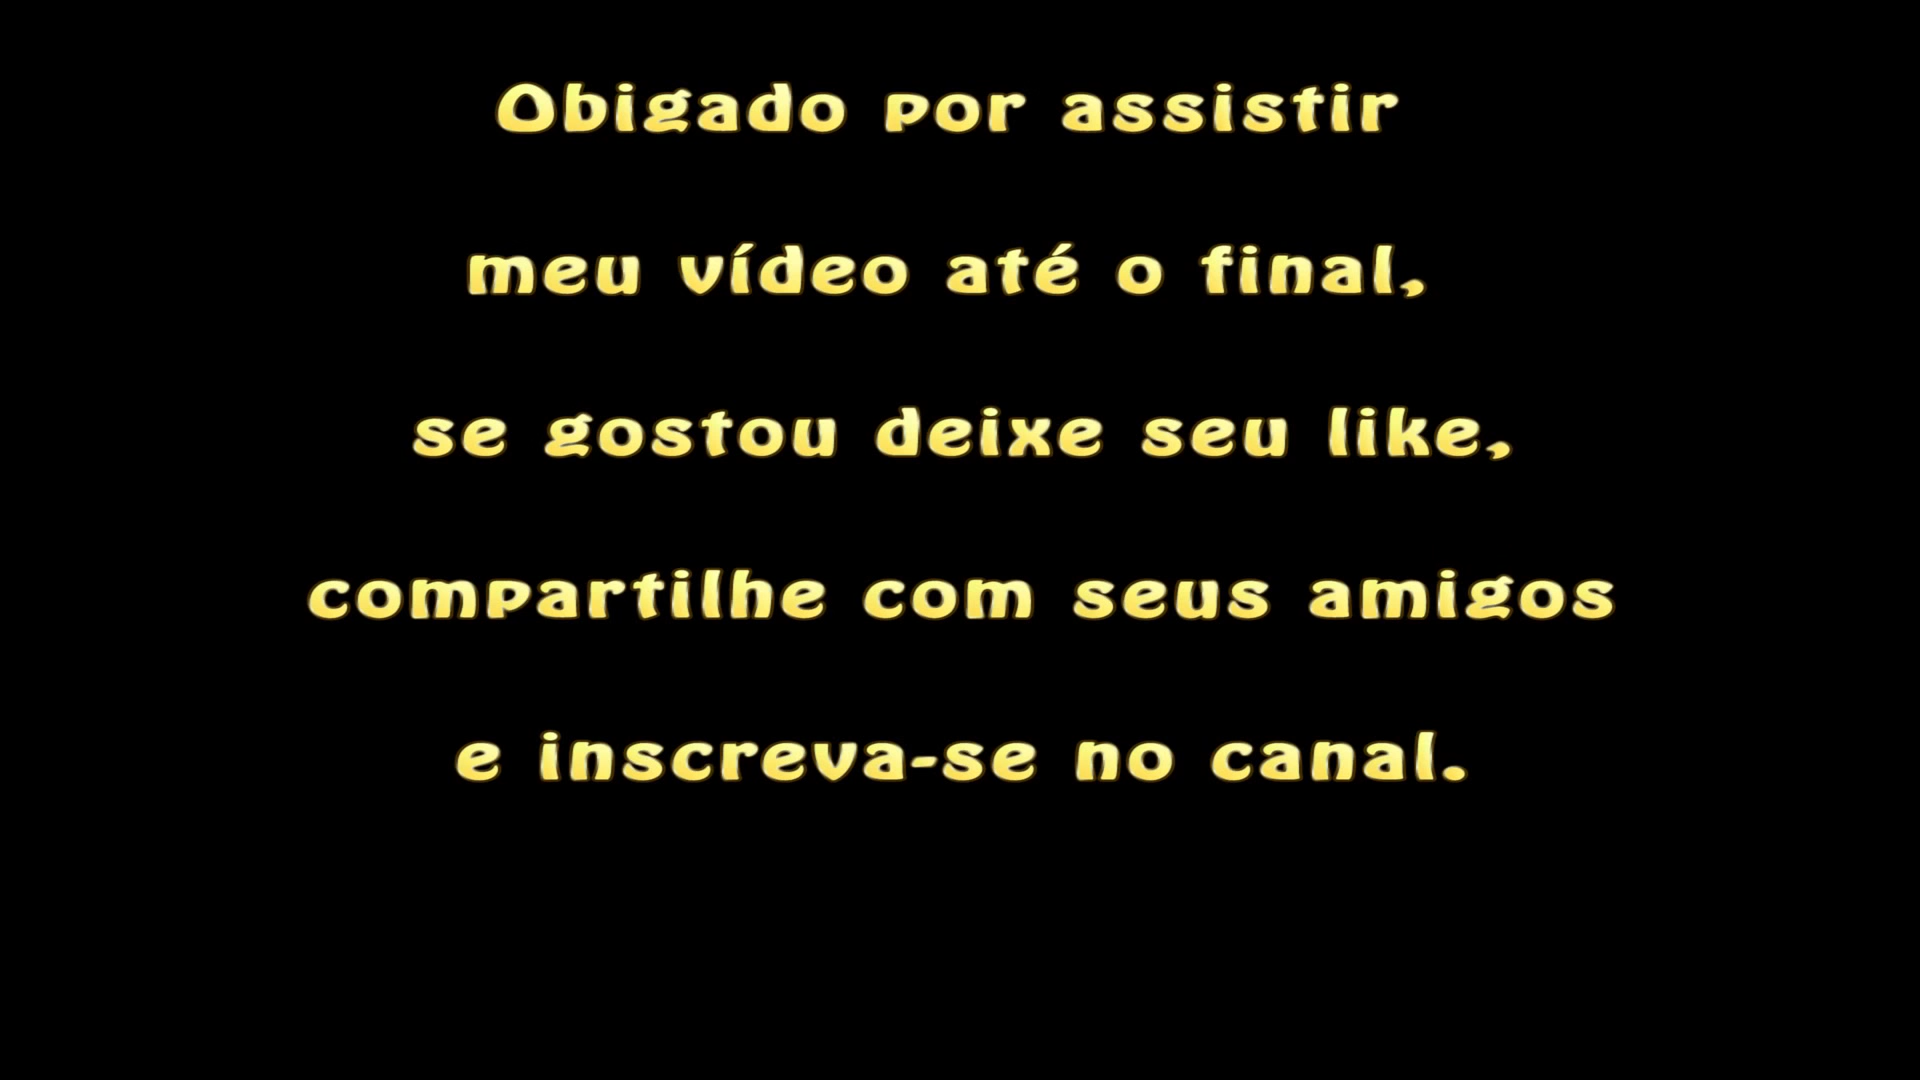 Obigado por assistir
meu vídeo até o final,
se gostou deixe seu like,
compartilhe com seus amigos
e inscreva-se no canal.